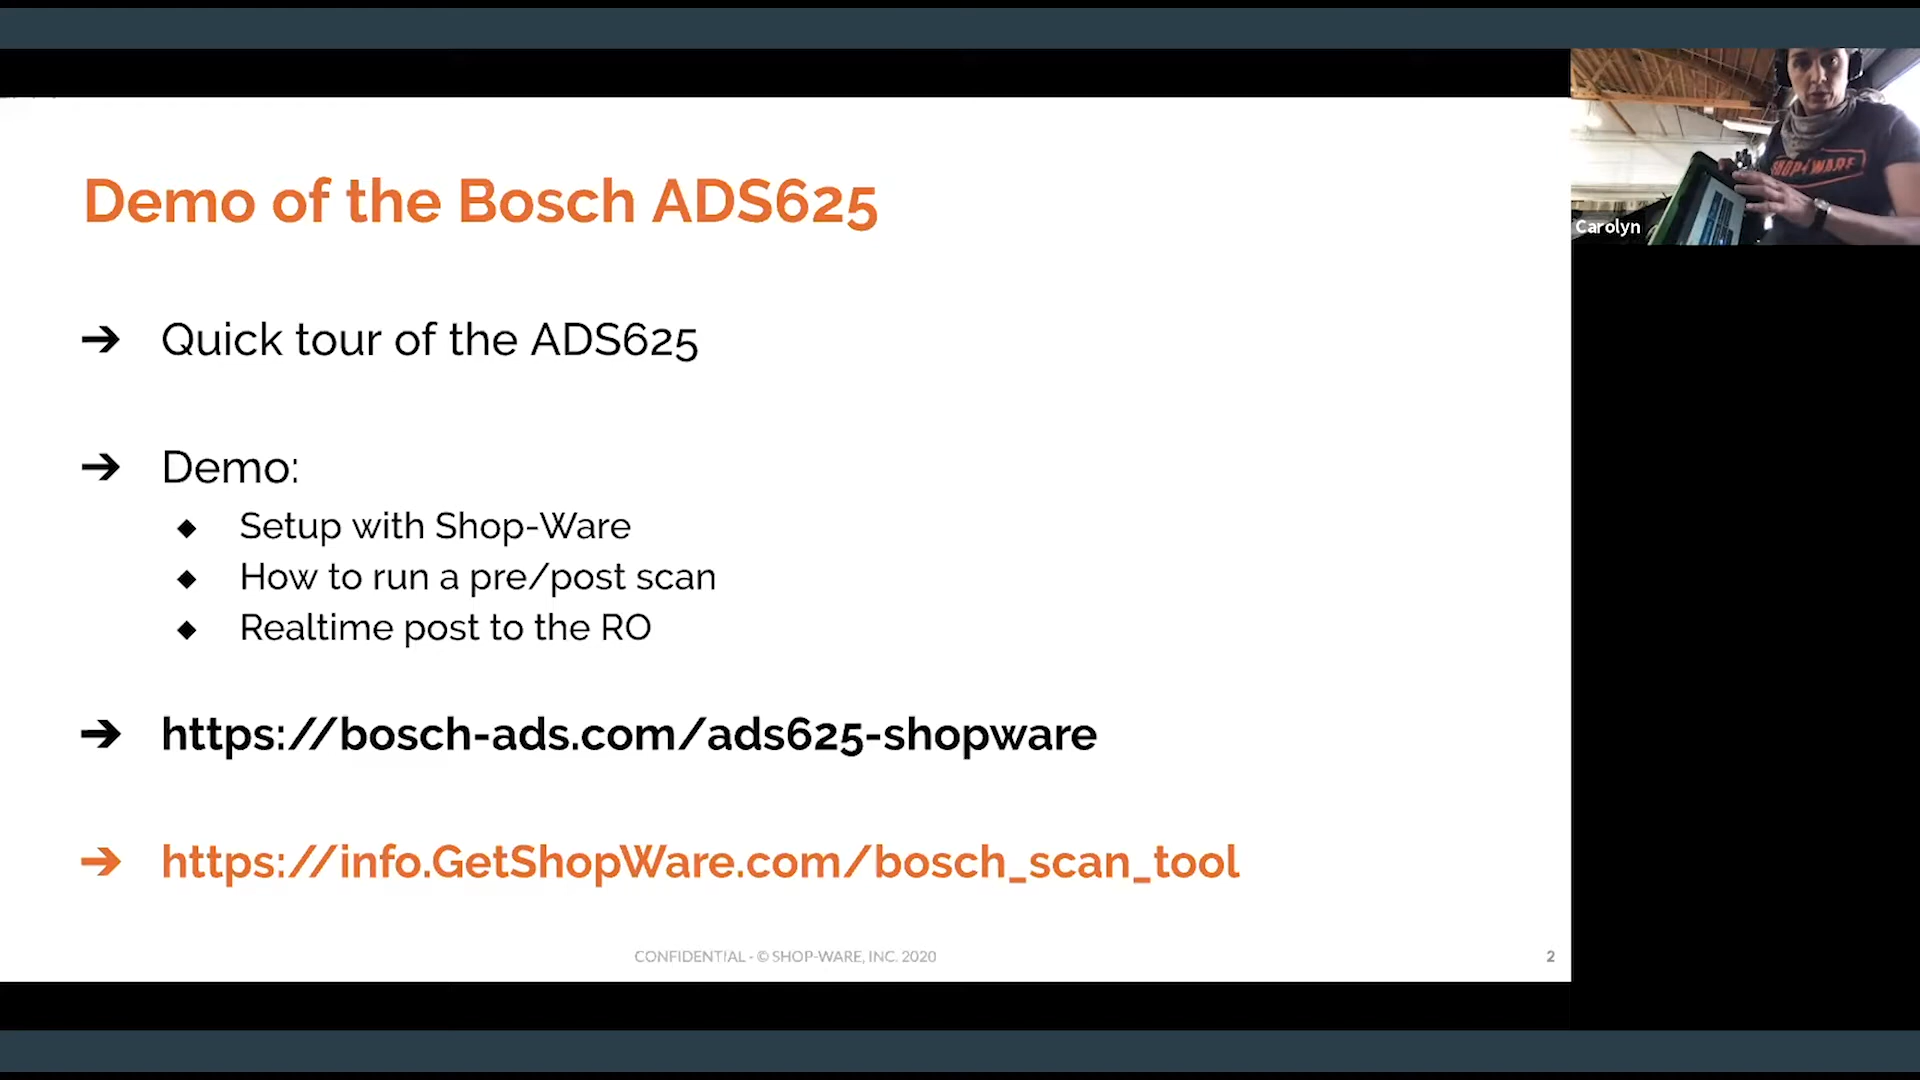 Demo of the Bosch ADS625
➔ Quick tour of the ADS625
➔ Demo:
◆ Setup with Shop-Ware
◆ How to run a pre/post scan
◆ Realtime post to the RO
➔ https://bosch-ads.com/ads625-shopware
➔ https://info.GetShopWare.com/bosch_scan_tool
CONFIDENTIAL - © SHOP-WARE, INC. 2020
2
SHOP-WARE
Carolyn